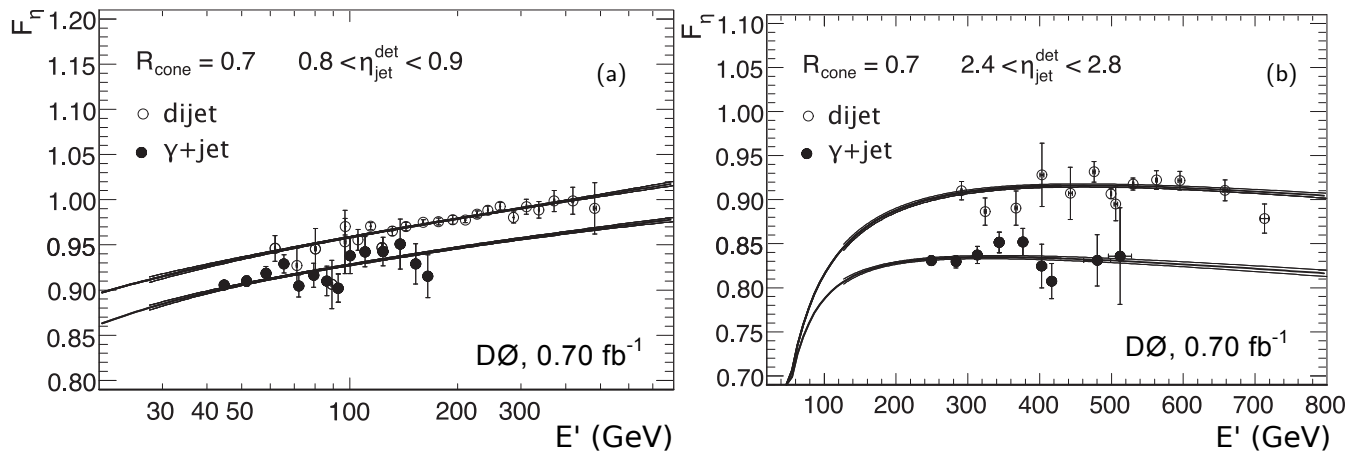 F_η
1.20
1.15
1.10
1.05
1.00
0.95
0.90
0.85
0.80
R_cone = 0.7 0.8 < η_jet^det < 0.9
(a)
dijet
γ+jet
DØ, 0.70 fb⁻¹
30 40 50 100 200 300
E' (GeV)
F_η
1.10
1.05
1.00
0.95
0.90
0.85
0.80
0.75
0.70
R_cone = 0.7 2.4 < η_jet^det < 2.8
(b)
dijet
γ+jet
DØ, 0.70 fb⁻¹
100 200 300 400 500 600 700 800
E' (GeV)